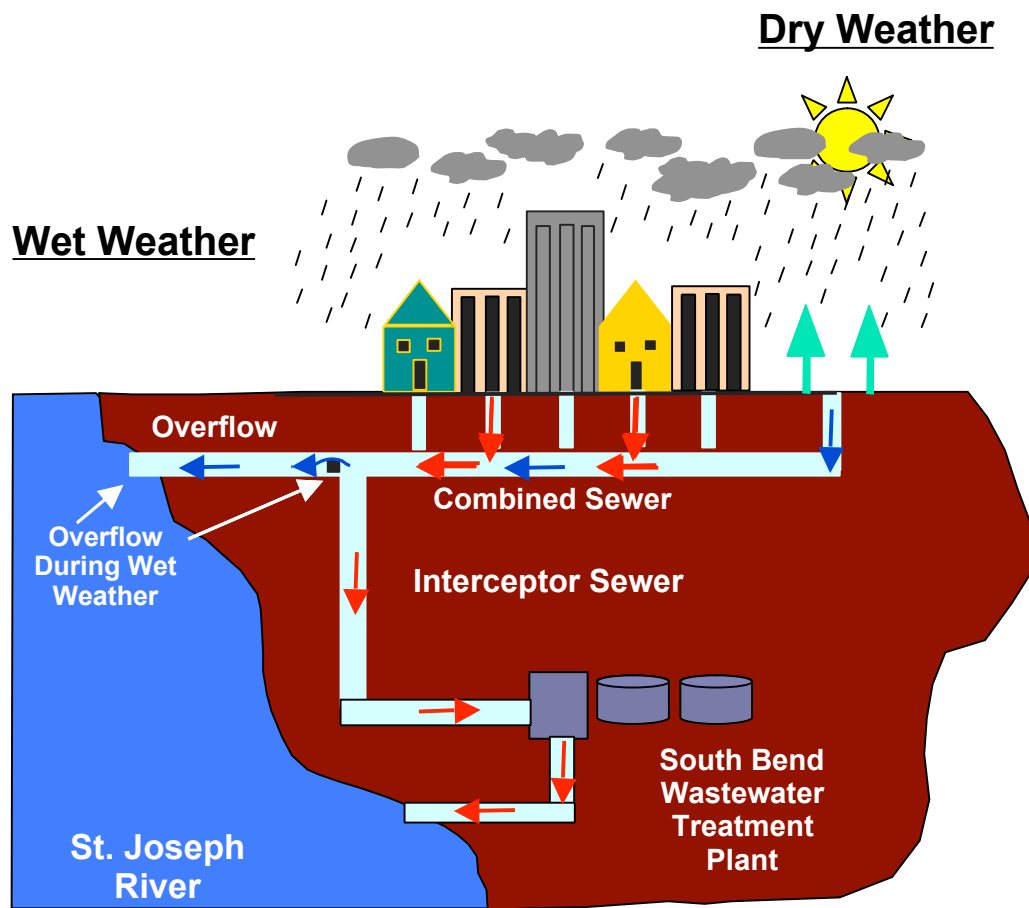 Dry Weather
Wet Weather
Overflow
Combined Sewer
Overflow
During Wet
Weather
Interceptor Sewer
South Bend
Wastewater
Treatment
Plant
St. Joseph
River